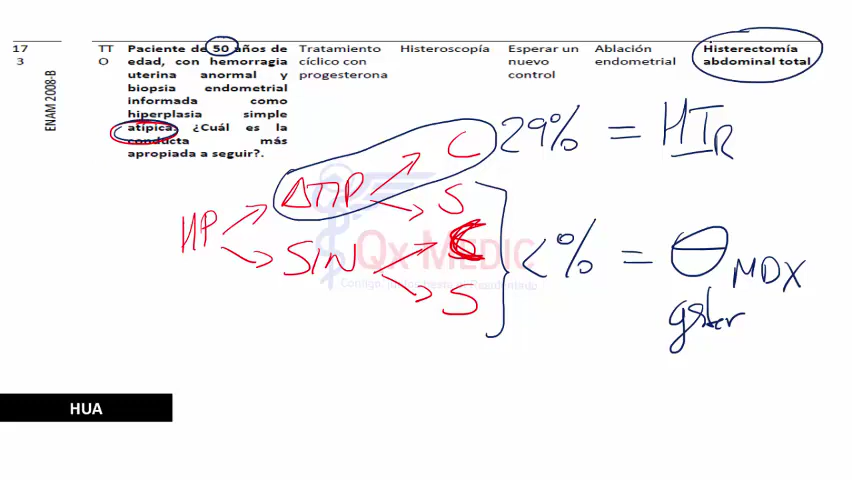 17
3
ENAM 2008-B
TT
O
Paciente de 50 años de
edad, con hemorragia
uterina anormal y
biopsia endometrial
informada como
hiperplasia simple
atípica. ¿Cuál es la
conducta más
apropiada a seguir?.
Tratamiento
cíclico con
progesterona
Histeroscopía
Esperar un
nuevo
control
Ablación
endometrial
Histerectomía
abdominal total
HP
ATIP
C
S
29% = HTR
SIN
S
<% = θ MDX
QX MEDIC
HUA